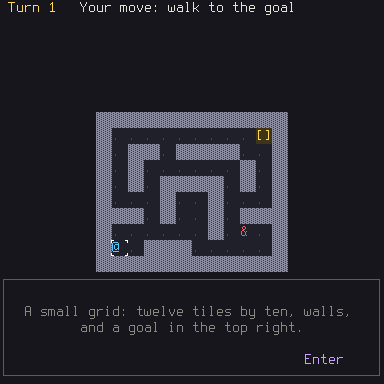 Turn 1 Your move: walk to the goal
[]
&
@
A small grid: twelve tiles by ten, walls,
and a goal in the top right.
Enter